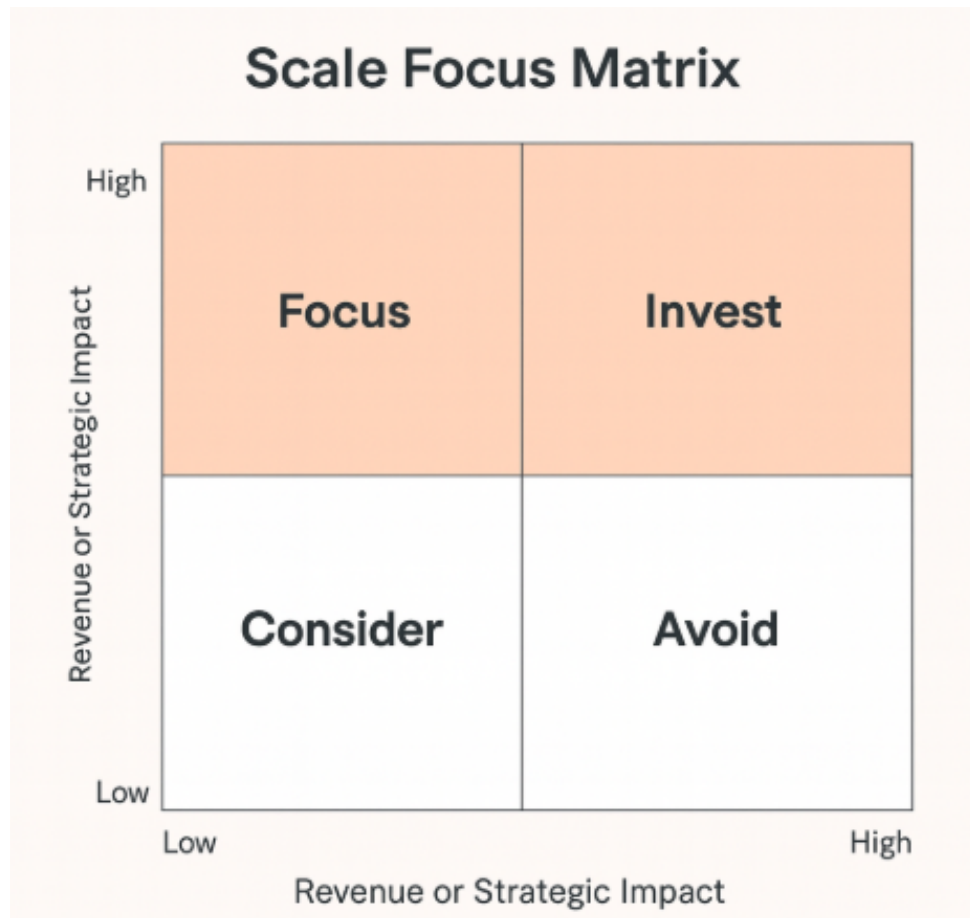 Scale Focus Matrix
High
Focus
Invest
Revenue or Strategic Impact
Consider
Avoid
Low
Low
High
Revenue or Strategic Impact